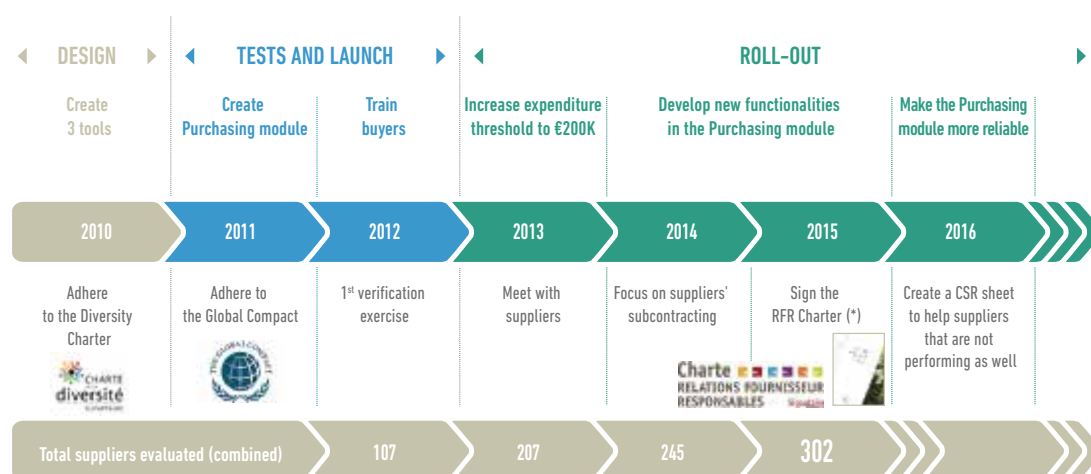 DESIGN
TESTS AND LAUNCH
ROLL-OUT
Create
3 tools
Create
Purchasing module
Train
buyers
Increase expenditure
threshold to €200K
Develop new functionalities
in the Purchasing module
Make the Purchasing
module more reliable
2010
2011
2012
2013
2014
2015
2016
Adhere
to the Diversity
Charter
CHARTE
diversité
Adhere to
the Global Compact
THE GLOBAL COMPACT
1st verification
exercise
Meet with
suppliers
Focus on suppliers'
subcontracting
Sign the
RFR Charter (*)
Charte
RELATIONS FOURNISSEUR
RESPONSABLES
Create a CSR sheet
to help suppliers
that are not
performing as well
Total suppliers evaluated (combined)
107
207
245
302